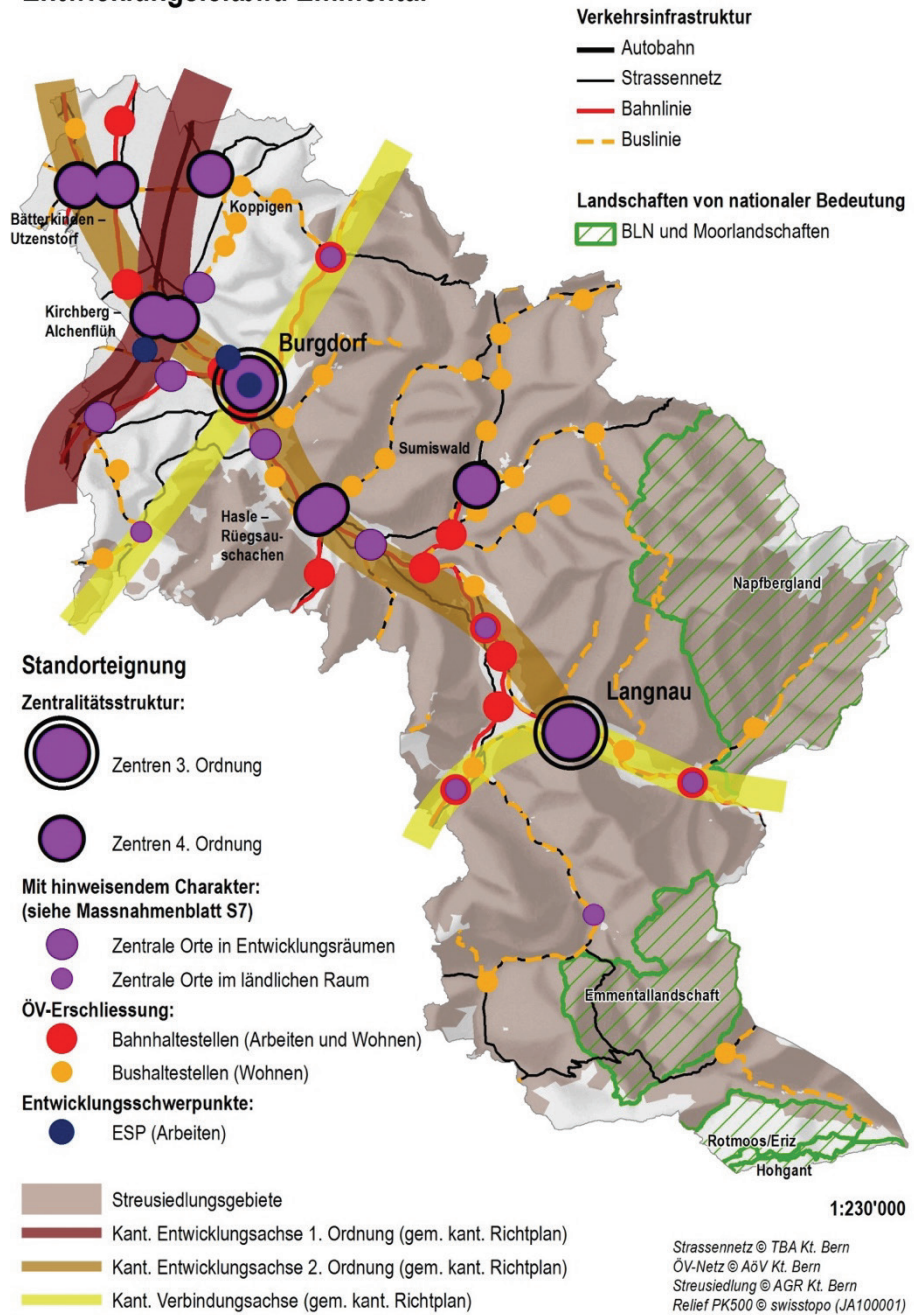 Verkehrsinfrastruktur
Autobahn
Strassennetz
Bahnlinie
Buslinie
Landschaften von nationaler Bedeutung
BLN und Moorlandschaften
Bätterkinden –
Utzenstorf
Koppigen
Kirchberg –
Alchenflüh
Burgdorf
Sumiswald
Hasle –
Rüegsau-
schachen
Napfbergland
Langnau
Emmentallandschaft
Rotmoos/Eriz
Hohgant
Standorteignung
Zentralitätsstruktur:
Zentren 3. Ordnung
Zentren 4. Ordnung
Mit hinweisendem Charakter:
(siehe Massnahmenblatt S7)
Zentrale Orte in Entwicklungsräumen
Zentrale Orte im ländlichen Raum
ÖV-Erschliessung:
Bahnhaltestellen (Arbeiten und Wohnen)
Bushaltestellen (Wohnen)
Entwicklungsschwerpunkte:
ESP (Arbeiten)
Streusiedlungsgebiete
Kant. Entwicklungsachse 1. Ordnung (gem. kant. Richtplan)
Kant. Entwicklungsachse 2. Ordnung (gem. kant. Richtplan)
Kant. Verbindungsachse (gem. kant. Richtplan)
1:230'000
Strassennetz © TBA Kt. Bern
ÖV-Netz © AöV Kt. Bern
Streusiedlung © AGR Kt. Bern
Relief PK500 © swisstopo (JA100001)